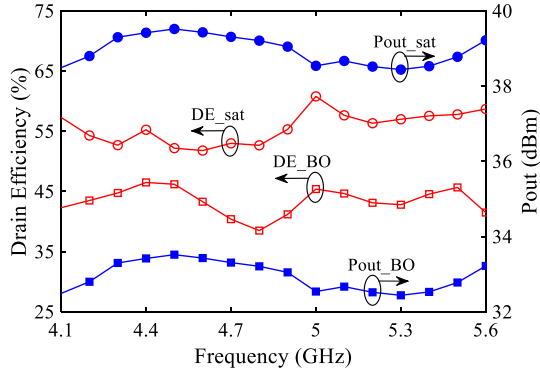 75
65
55
45
35
25
Drain Efficiency (%)
40
38
36
34
32
Pout (dBm)
Pout_sat
DE_sat
DE_BO
Pout_BO
4.1
4.4
4.7
5
5.3
5.6
Frequency (GHz)